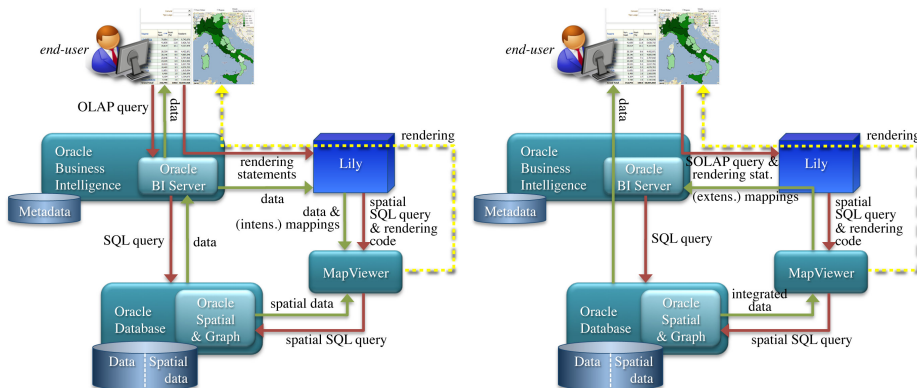 end-user
OLAP query
data
rendering
Oracle
Business
Intelligence
Oracle
BI Server
rendering
statements
data
Lily
Metadata
data &
(intens.) mappings
spatial
SQL query
& rendering
code
SQL query
data
MapViewer
Oracle
Database
Oracle
Spatial
& Graph
spatial data
spatial SQL query
Data
Spatial
data
end-user
data
rendering
Oracle
Business
Intelligence
Oracle
BI Server
SOLAP query &
rendering stat.
(extens.) mappings
Lily
Metadata
spatial
SQL query
& rendering
code
SQL query
MapViewer
Oracle
Database
Oracle
Spatial
& Graph
integrated
data
spatial SQL query
Data
Spatial
data